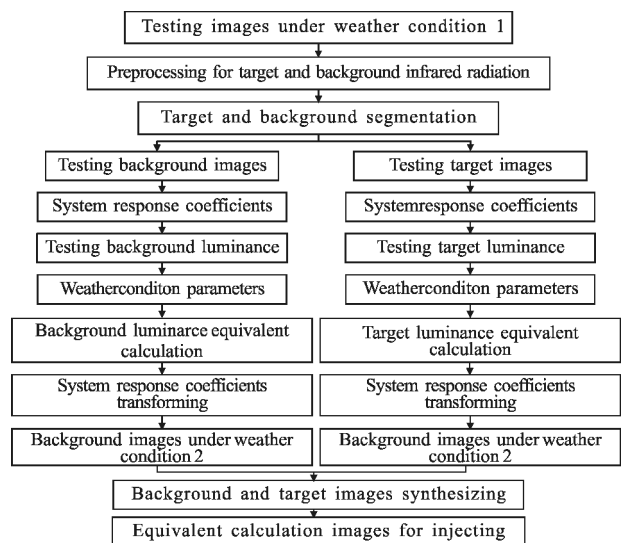 Testing images under weather condition 1
Preprocessing for target and background infrared radiation
Target and background segmentation
Testing background images
System response coefficients
Testing background luminance
Weatherconditon parameters
Background luminarce equivalent
calculation
System response coefficients
transforming
Background images under weather
condition 2
Testing target images
Systemresponse coefficients
Testing target luminance
Weatherconditon parameters
Target luminance equivalent
calculation
System response coefficients
transforming
Background images under weather
condition 2
Background and target images synthesizing
Equivalent calculation images for injecting